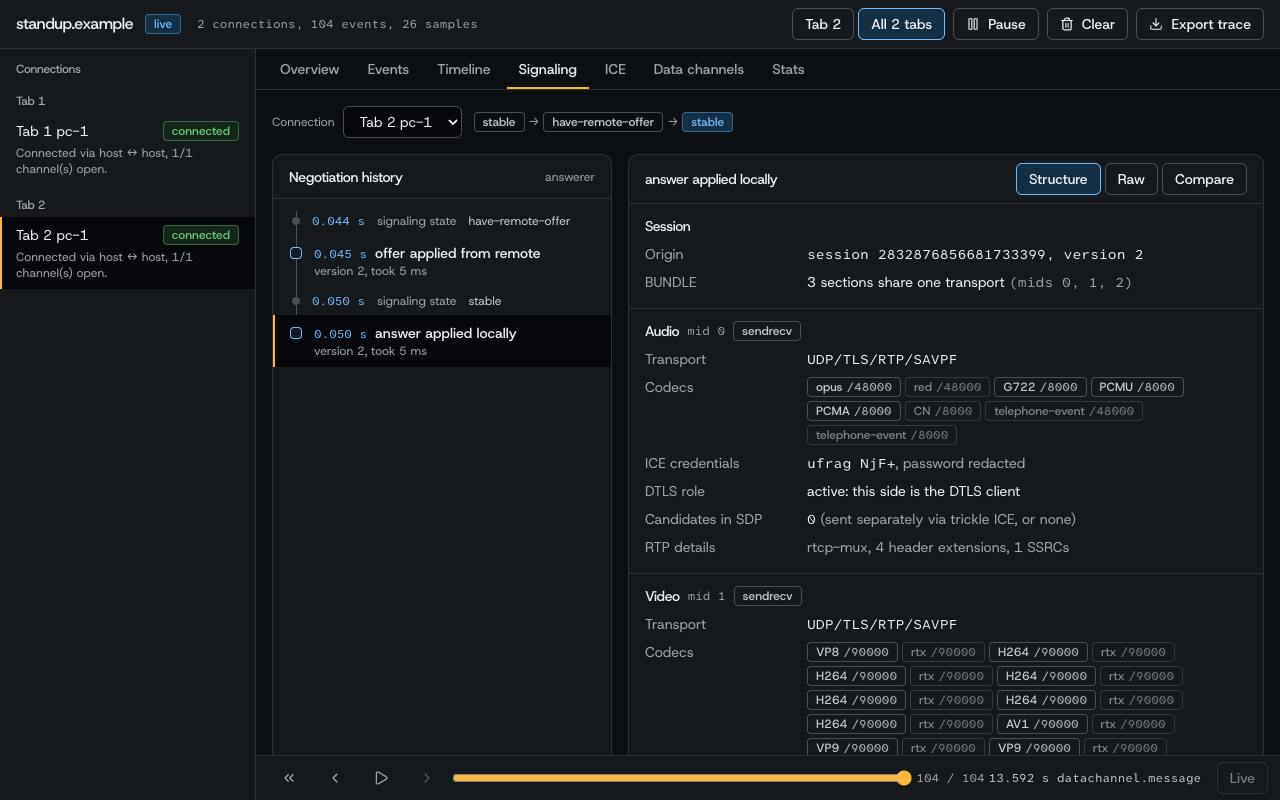 standup.example live 2 connections, 104 events, 26 samples Tab 2 All 2 tabs Pause Clear Export trace
Connections
Tab 1
Tab 1 pc-1 connected
Connected via host ↔ host, 1/1
channel(s) open.
Tab 2
Tab 2 pc-1 connected
Connected via host ↔ host, 1/1
channel(s) open.
Overview Events Timeline Signaling ICE Data channels Stats
Connection Tab 2 pc-1 stable → have-remote-offer → stable
Negotiation history answerer
0.044 s signaling state have-remote-offer
0.045 s offer applied from remote
version 2, took 5 ms
0.050 s signaling state stable
0.050 s answer applied locally
version 2, took 5 ms
answer applied locally Structure Raw Compare
Session
Origin session 2832876856681733399, version 2
BUNDLE 3 sections share one transport (mids 0, 1, 2)
Audio mid 0 sendrecv
Transport UDP/TLS/RTP/SAVPF
Codecs opus /48000 red /48000 G722 /8000 PCMU /8000
PCMA /8000 CN /8000 telephone-event /48000
telephone-event /8000
ICE credentials ufrag NjF+, password redacted
DTLS role active: this side is the DTLS client
Candidates in SDP 0 (sent separately via trickle ICE, or none)
RTP details rtcp-mux, 4 header extensions, 1 SSRCs
Video mid 1 sendrecv
Transport UDP/TLS/RTP/SAVPF
Codecs VP8 /90000 rtx /90000 H264 /90000 rtx /90000
H264 /90000 rtx /90000 H264 /90000 rtx /90000
H264 /90000 rtx /90000 H264 /90000 rtx /90000
H264 /90000 rtx /90000 AV1 /90000 rtx /90000
VP9 /90000 rtx /90000 VP9 /90000 rtx /90000
104 / 104 13.592 s datachannel.message Live